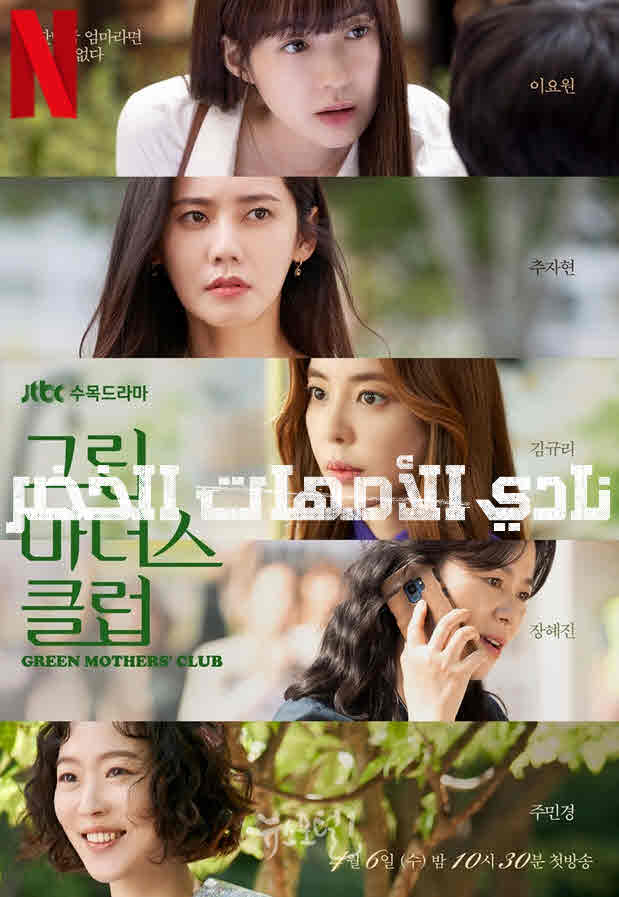 N
엄마라면
없다
이요원
추자현
jtbc 수목드라마
그린
마더스
클럽
GREEN MOTHERS' CLUB
김규리
نادي الأمهات الخضر
장혜진
주민경
4월 6일 (수) 밤 10시 30분 첫방송